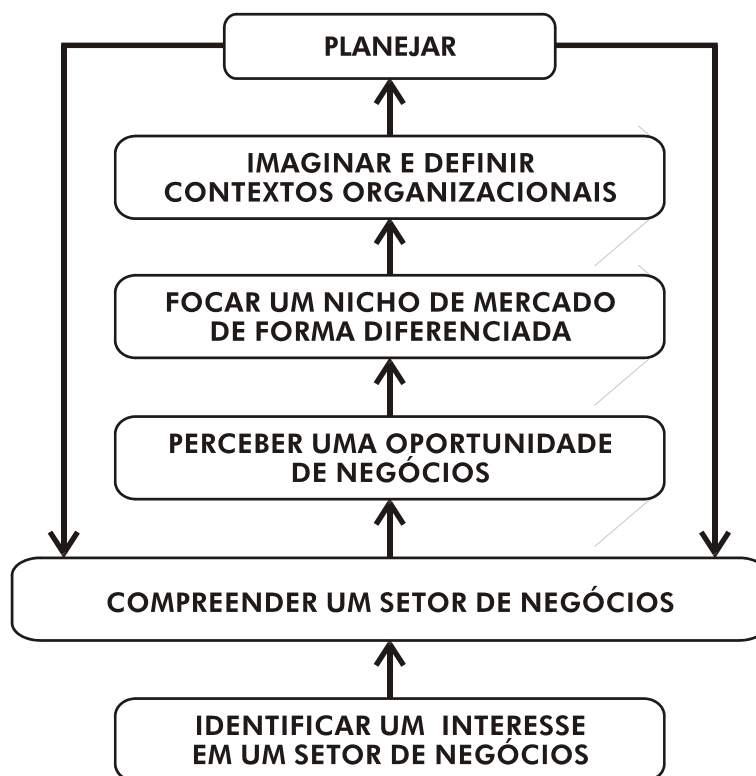 PLANEJAR
IMAGINAR E DEFINIR
CONTEXTOS ORGANIZACIONAIS
FOCAR UM NICHO DE MERCADO
DE FORMA DIFERENCIADA
PERCEBER UMA OPORTUNIDADE
DE NEGÓCIOS
COMPREENDER UM SETOR DE NEGÓCIOS
IDENTIFICAR UM INTERESSE
EM UM SETOR DE NEGÓCIOS